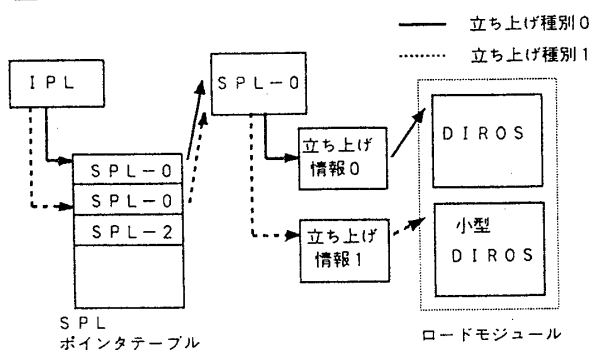 立ち上げ種別0
立ち上げ種別1
IPL
SPL-0
SPL-0
SPL-0
SPL-2
SPL
ポインタテーブル
立ち上げ
情報0
立ち上げ
情報1
DIROS
小型
DIROS
ロードモジュール